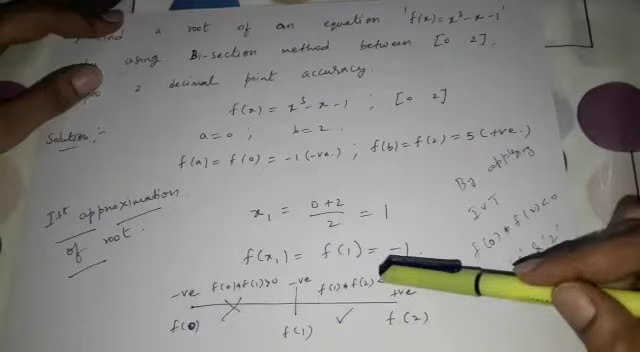 a root of an equation 'f(x) = x³ - x - 1'
using Bi-section method between [0 2],
2 decimal point accuracy.
f(x) = x³ - x - 1 ; [0 2]
Solution:-
a = 0 ; b = 2.
f(a) = f(0) = -1 (-ve) ; f(b) = f(2) = 5 (+ve.)
Ist approximation
of root.
x₁ = 0+2/2 = 1
f(x₁) = f(1) = -1.
By applying
IVT
f(0) * f(2) < 0
-ve f(0)*f(1)>0 -ve f(1)*f(2) +ve
f(0) f(1) f(2)